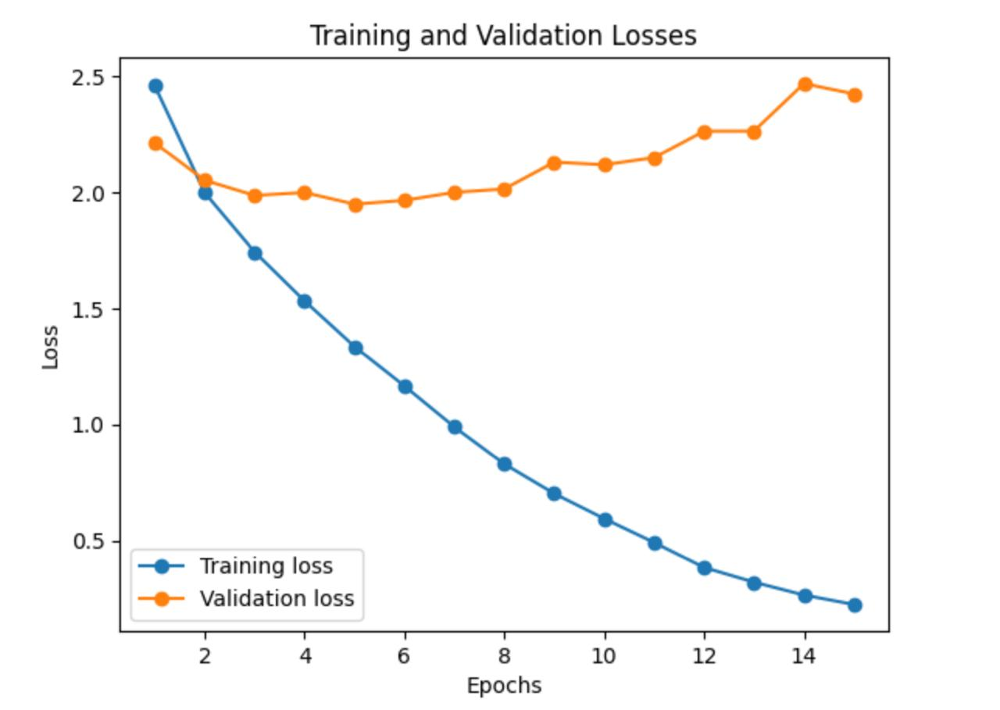 Training and Validation Losses
2.5
2.0
1.5
1.0
0.5
Loss
Training loss
Validation loss
2 4 6 8 10 12 14
Epochs